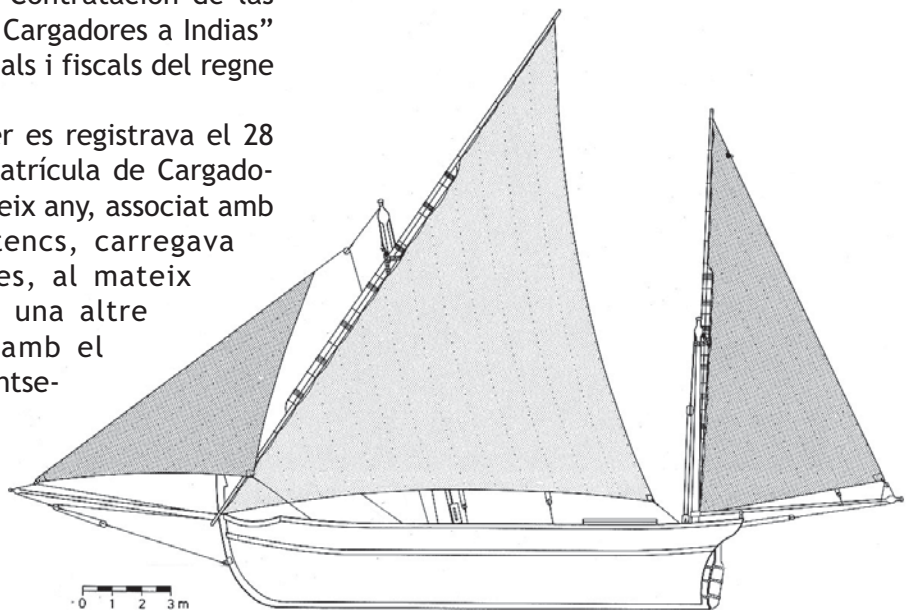 Contratación de las
Cargadores a Indias”
als i fiscals del regne
er es registrava el 28
atrícula de Cargado-
eix any, associat amb
tencs, carregava
es, al mateix
una altre
amb el
ntse-
0 1 2 3m